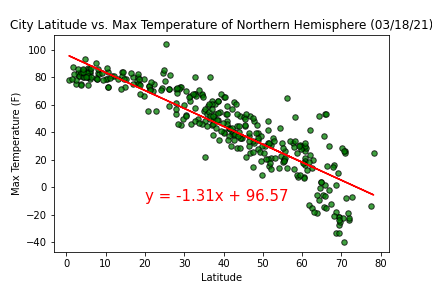 City Latitude vs. Max Temperature of Northern Hemisphere (03/18/21)
Max Temperature (F)
100
80
60
40
20
0
−20
−40
y = -1.31x + 96.57
0 10 20 30 40 50 60 70 80
Latitude